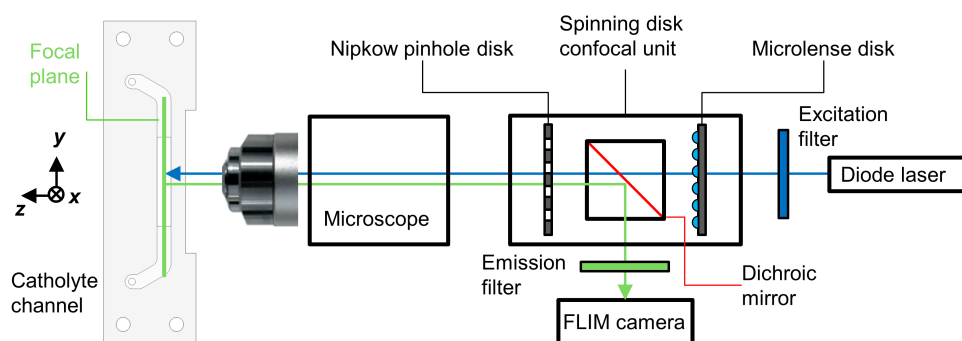 Spinning disk
confocal unit
Nipkow pinhole disk
Microlense disk
Focal
plane
Excitation
filter
y
z
x
Diode laser
Microscope
Catholyte
channel
Emission
filter
Dichroic
mirror
FLIM camera